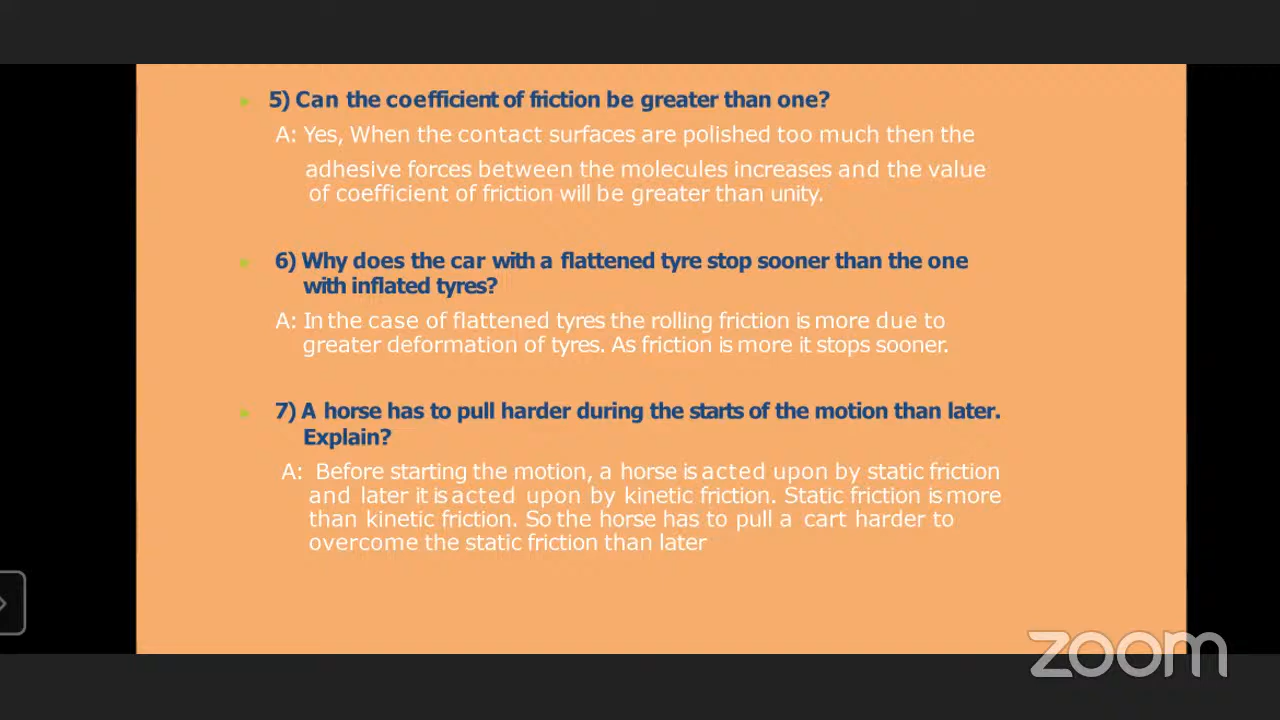 5) Can the coefficient of friction be greater than one?
A: Yes, When the contact surfaces are polished too much then the
adhesive forces between the molecules increases and the value
of coefficient of friction will be greater than unity.
6) Why does the car with a flattened tyre stop sooner than the one
with inflated tyres?
A: In the case of flattened tyres the rolling friction is more due to
greater deformation of tyres. As friction is more it stops sooner.
7) A horse has to pull harder during the starts of the motion than later.
Explain?
A: Before starting the motion, a horse is acted upon by static friction
and later it is acted upon by kinetic friction. Static friction is more
than kinetic friction. So the horse has to pull a cart harder to
overcome the static friction than later
zoom